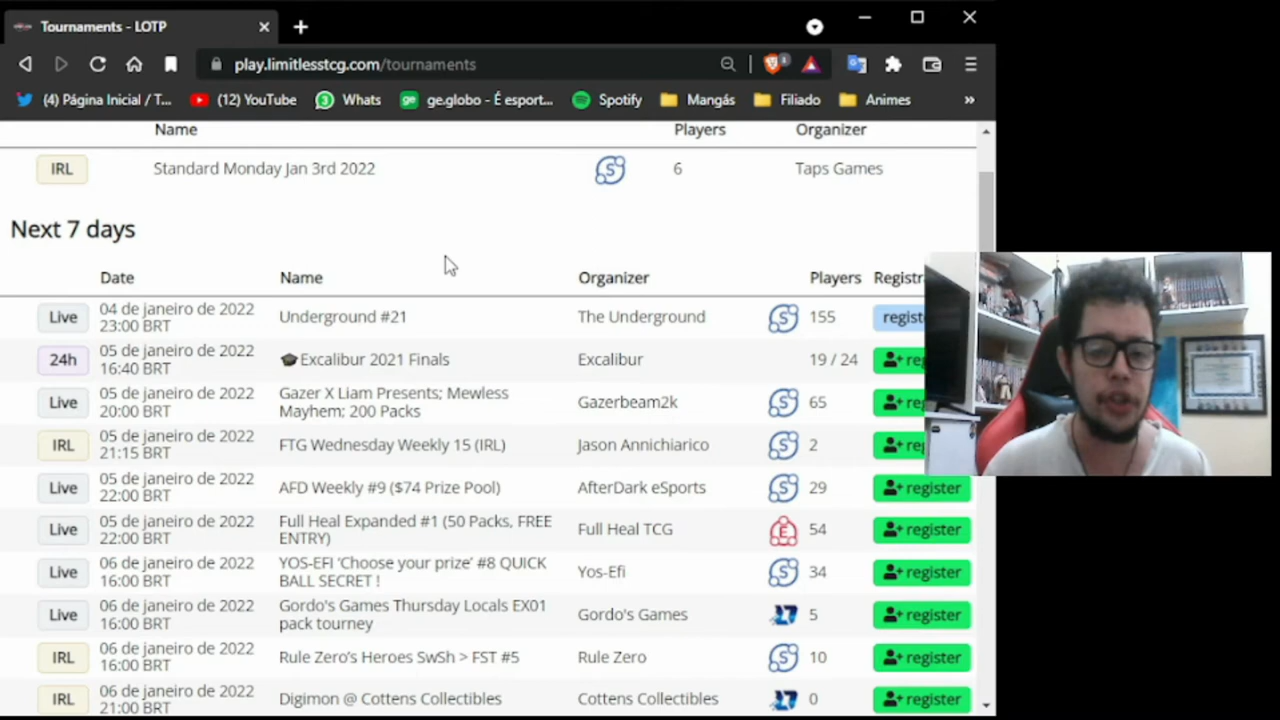 Tournaments - LOTP
play.limitlesstcg.com/tournaments
(4) Página Inicial / T... (12) YouTube Whats ge.globo - É esport... Spotify Mangás Filiado Animes »
Name Players Organizer
IRL Standard Monday Jan 3rd 2022 6 Taps Games
Next 7 days
Date Name Organizer Players Registr
Live 04 de janeiro de 2022 Underground #21 The Underground 155 regist
23:00 BRT
24h 05 de janeiro de 2022 Excalibur 2021 Finals Excalibur 19 / 24 reg
16:40 BRT
Live 05 de janeiro de 2022 Gazer X Liam Presents; Mewless Gazerbeam2k 65 reg
20:00 BRT Mayhem; 200 Packs
IRL 05 de janeiro de 2022 FTG Wednesday Weekly 15 (IRL) Jason Annichiarico 2 reg
21:15 BRT
Live 05 de janeiro de 2022 AFD Weekly #9 ($74 Prize Pool) AfterDark eSports 29 register
22:00 BRT
Live 05 de janeiro de 2022 Full Heal Expanded #1 (50 Packs, FREE Full Heal TCG 54 register
22:00 BRT ENTRY)
Live 06 de janeiro de 2022 YOS-EFI ‘Choose your prize’ #8 QUICK Yos-Efi 34 register
16:00 BRT BALL SECRET !
Live 06 de janeiro de 2022 Gordo's Games Thursday Locals EX01 Gordo's Games 5 register
16:00 BRT pack tourney
IRL 06 de janeiro de 2022 Rule Zero’s Heroes SwSh > FST #5 Rule Zero 10 register
16:00 BRT
IRL 06 de janeiro de 2022 Digimon @ Cottens Collectibles Cottens Collectibles 0 register
21:00 BRT